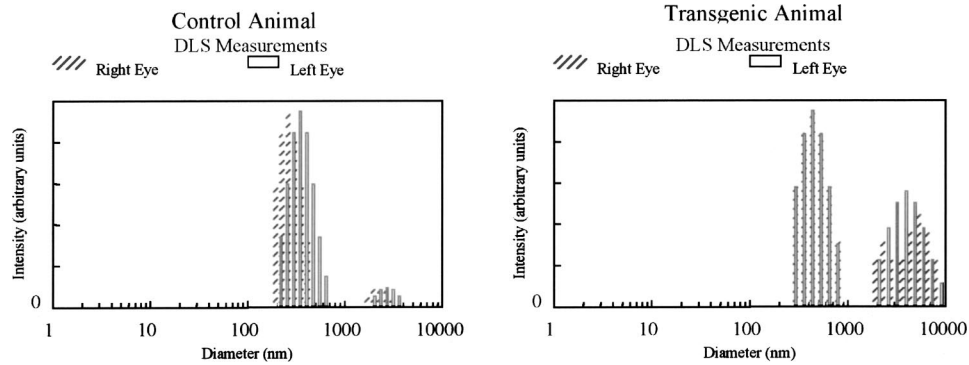 Control Animal
DLS Measurements
Right Eye Left Eye
Intensity (arbitrary units)
0
1 10 100 1000 10000
Diameter (nm)
Transgenic Animal
DLS Measurements
Right Eye Left Eye
Intensity (arbitrary units)
0
1 10 100 1000 10000
Diameter (nm)